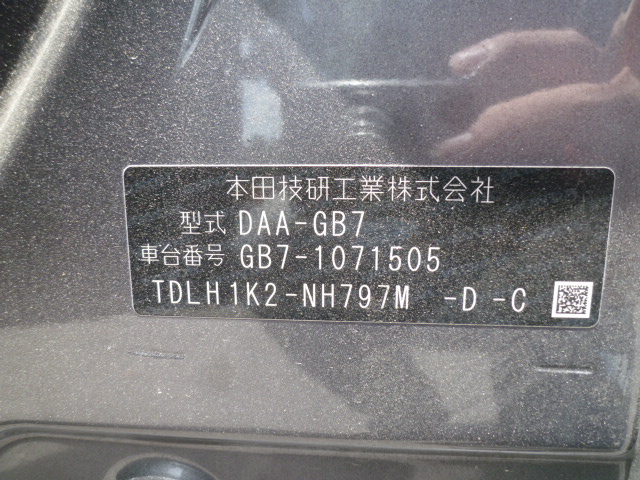 本田技研工業株式会社
型式 DAA-GB7
車台番号 GB7-1071505
TDLH1K2-NH797M -D -C